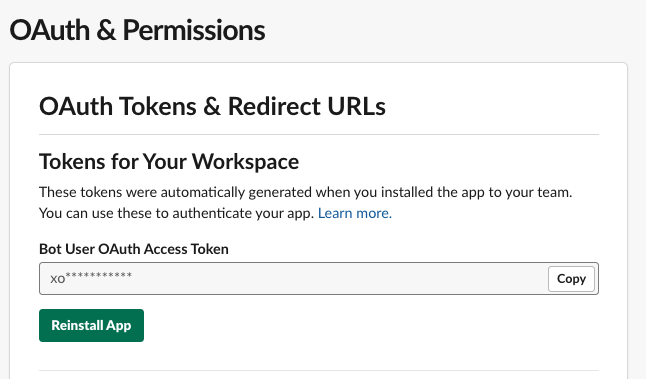 OAuth & Permissions
OAuth Tokens & Redirect URLs
Tokens for Your Workspace
These tokens were automatically generated when you installed the app to your team.
You can use these to authenticate your app. Learn more.
Bot User OAuth Access Token
xo***********
Copy
Reinstall App